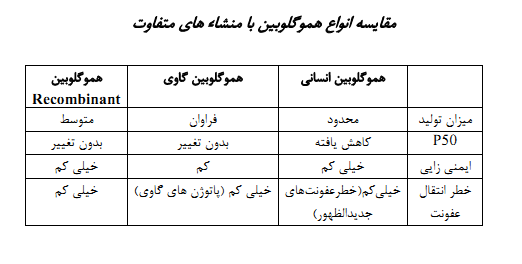 مقایسه انواع هموگلوبین با منشاء های متفاوت
هموگلوبین انسانی هموگلوبین گاوی هموگلوبین
Recombinant
میزان تولید محدود فراوان متوسط
P50 کاهش یافته بدون تغییر بدون تغییر
ایمنی زایی خیلی کم کم خیلی کم
خطر انتقال خیلی‌کم(خطرعفونت‌های خیلی کم (پاتوژن های گاوی) خیلی کم
عفونت جدیدالظهور)